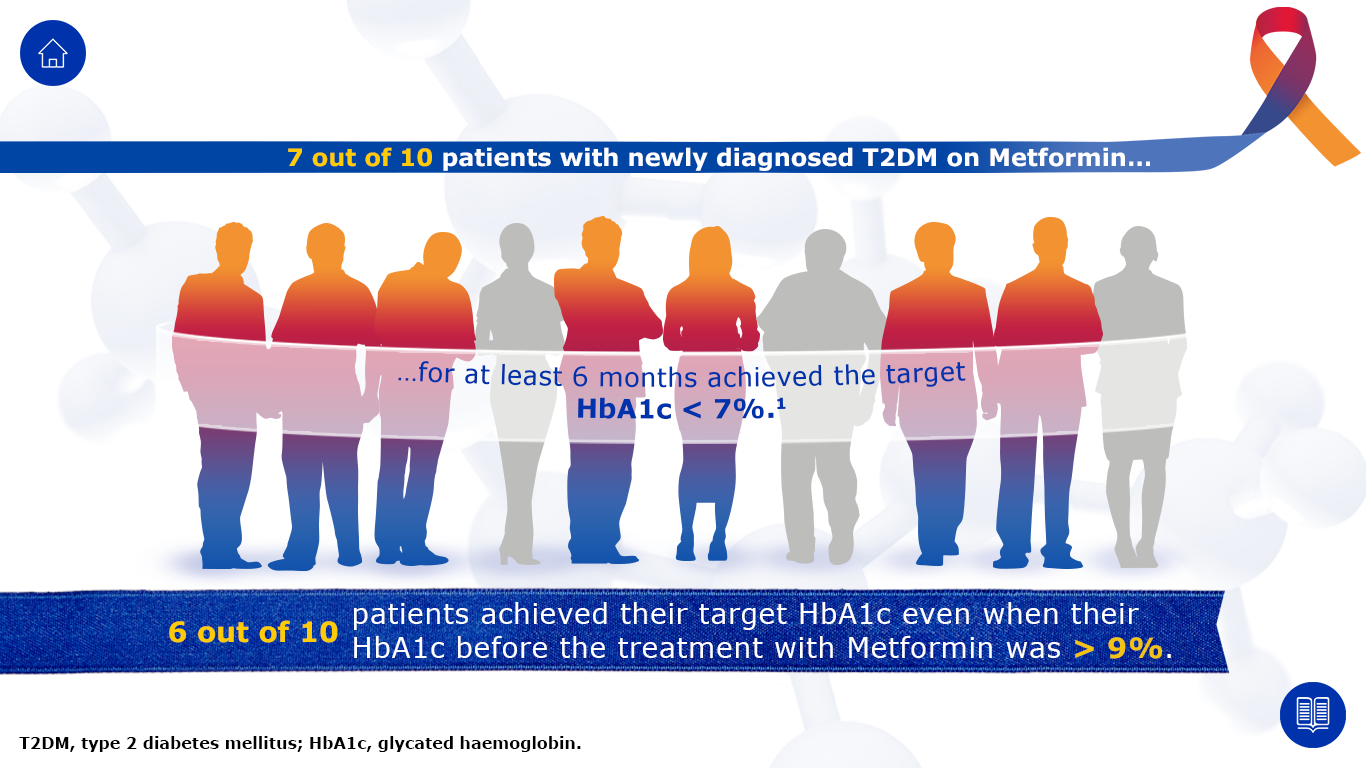 7 out of 10 patients with newly diagnosed T2DM on Metformin...
...for at least 6 months achieved the target
HbA1c < 7%.¹
6 out of 10 patients achieved their target HbA1c even when their
HbA1c before the treatment with Metformin was > 9%.
T2DM, type 2 diabetes mellitus; HbA1c, glycated haemoglobin.